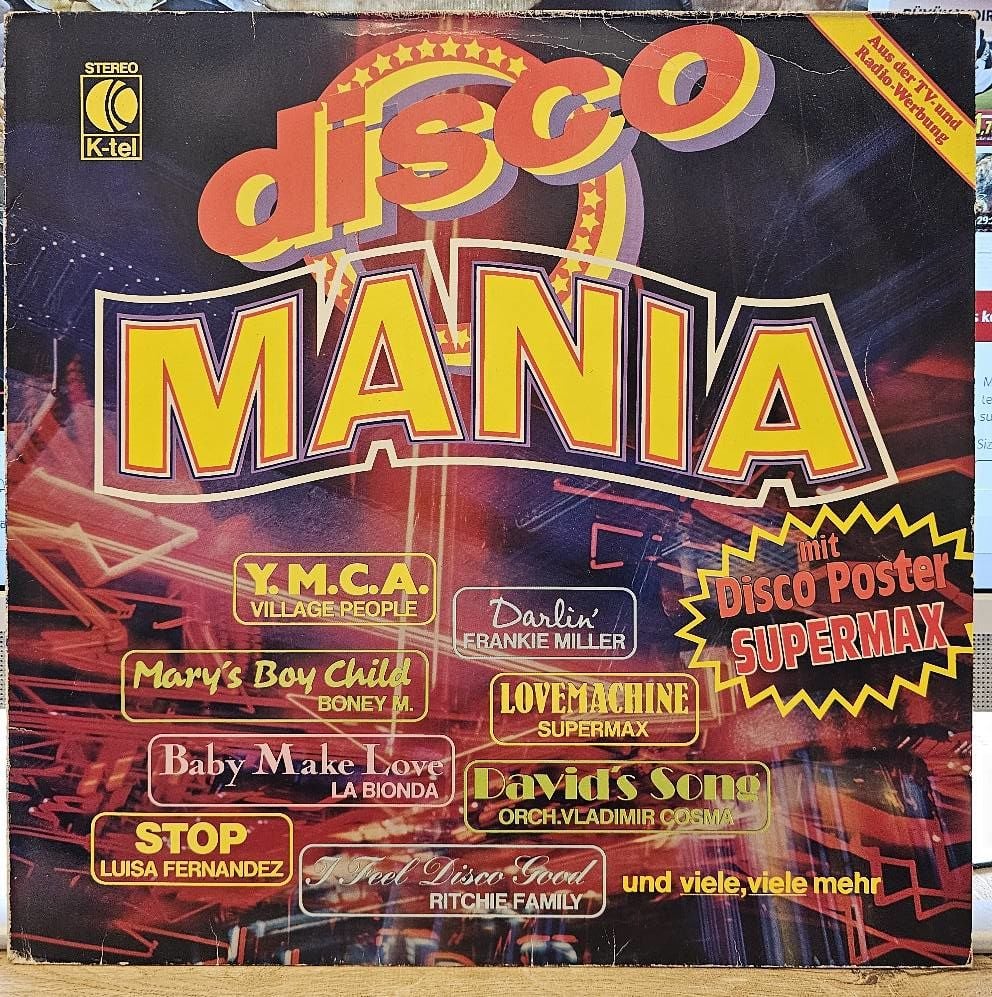 STEREO
K-tel
disco
MANIA
Aus der TV- und
Radio-Werbung
mit
Disco Poster
SUPERMAX
Y.M.C.A.
VILLAGE PEOPLE
Darlin'
FRANKIE MILLER
Mary's Boy Child
BONEY M.
LOVEMACHINE
SUPERMAX
Baby Make Love
LA BIONDA
David's Song
ORCH.VLADIMIR COSMA
STOP
LUISA FERNANDEZ
I Feel Disco Good
RITCHIE FAMILY
und viele,viele mehr